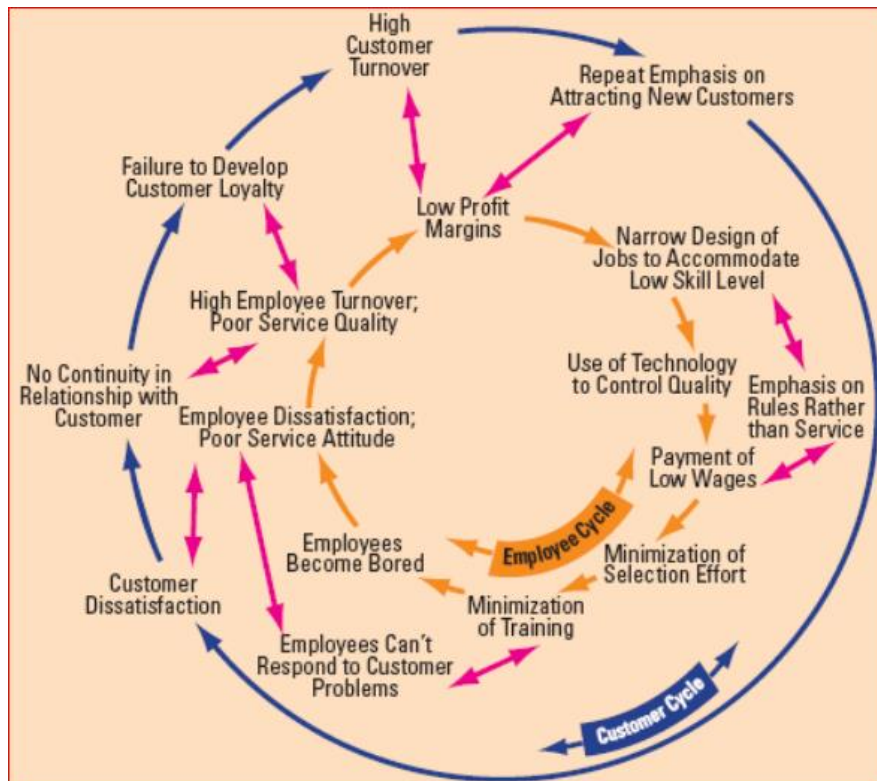 High
Customer
Turnover
Repeat Emphasis on
Attracting New Customers
Failure to Develop
Customer Loyalty
Low Profit
Margins
Narrow Design of
Jobs to Accommodate
Low Skill Level
High Employee Turnover;
Poor Service Quality
Use of Technology
to Control Quality
No Continuity in
Relationship with
Customer
Emphasis on
Rules Rather
than Service
Employee Dissatisfaction;
Poor Service Attitude
Payment of
Low Wages
Employee Cycle
Employees
Become Bored
Minimization of
Selection Effort
Customer
Dissatisfaction
Minimization
of Training
Employees Can't
Respond to Customer
Problems
Customer Cycle